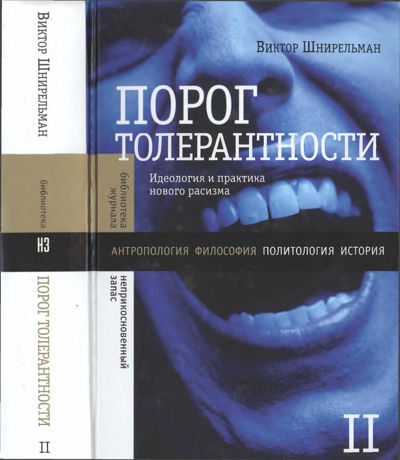 Виктор Шнирельман
библиотека
НЗ
ПОРОГ ТОЛЕРАНТНОСТИ
II
библиотека
журнала
неприкосновенный
запас
Виктор Шнирельман
ПОРОГ
ТОЛЕРАНТНОСТИ
Идеология и практика
нового расизма
АНТРОПОЛОГИЯ ФИЛОСОФИЯ ПОЛИТОЛОГИЯ ИСТОРИЯ
II